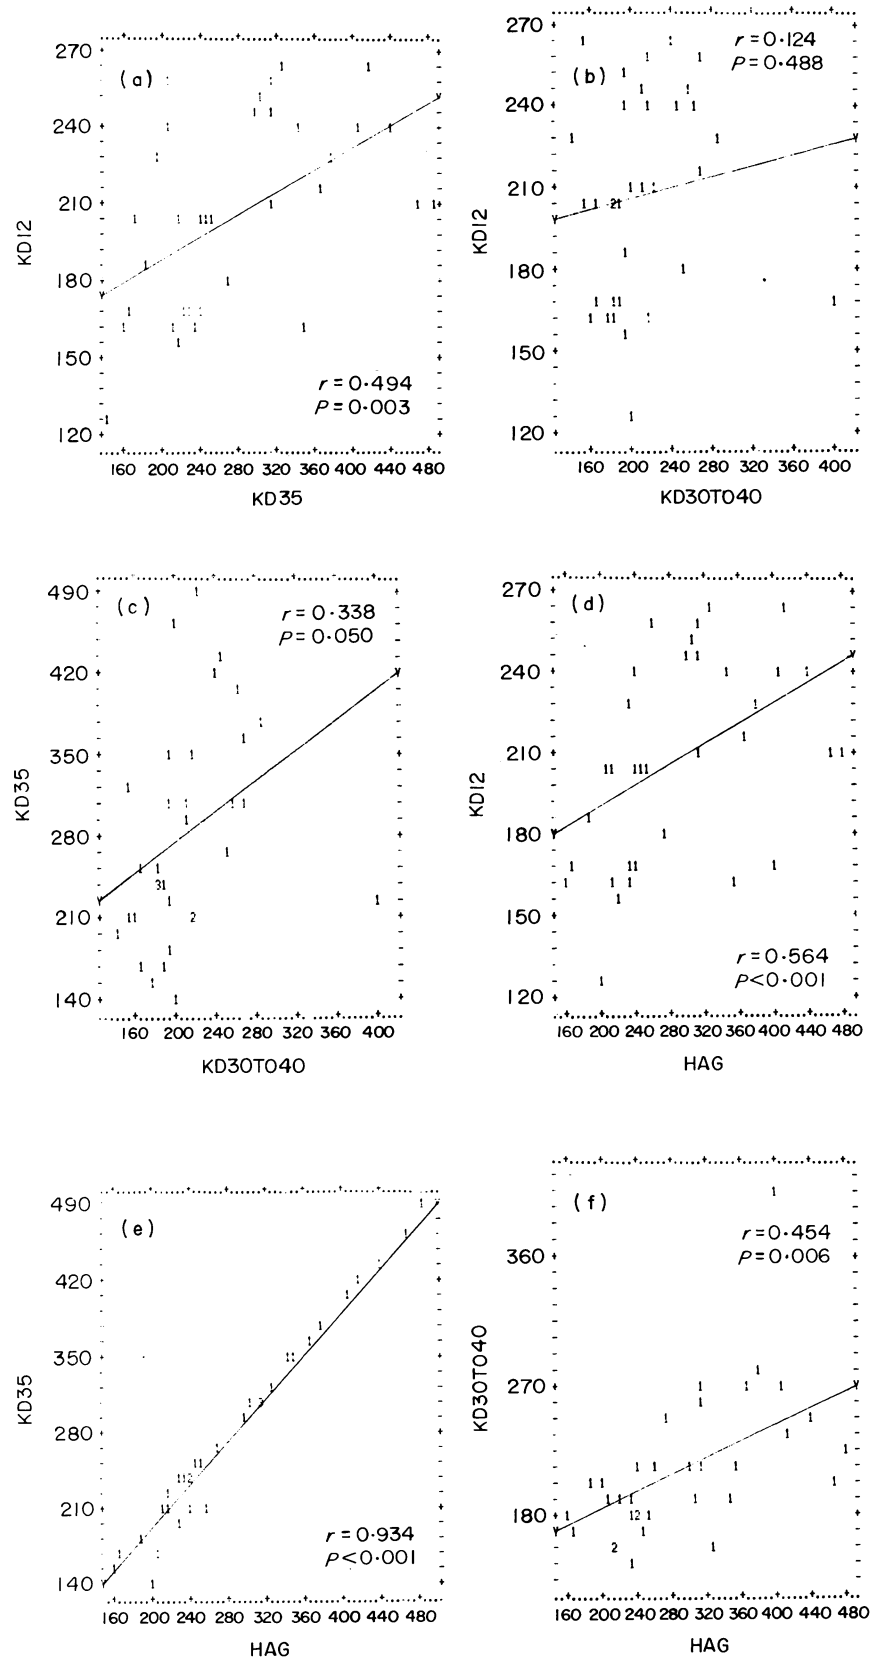 (a)
270
240
210
180
150
120
KD12
r = 0·494
P = 0·003
160 200 240 280 360 400 440 480
KD35
(b)
r = 0·124
P = 0·488
270
240
210
180
150
120
KD12
160 200 240 280 320 360 400
KD30TO40
(c)
r = 0·338
P = 0·050
490
420
350
280
210
140
KD35
160 200 240 280 320 400
KD30TO40
(d)
270
240
210
180
150
120
KD12
r = 0·564
P < 0·001
160 200 240 280 320 360 400 440 480
HAG
(e)
490
420
350
280
210
140
KD35
r = 0·934
P < 0·001
160 200 240 280 320 360 400 440 480
HAG
(f)
r = 0·454
P = 0·006
360
270
180
KD30TO40
160 200 240 280 320 360 400 440 480
HAG